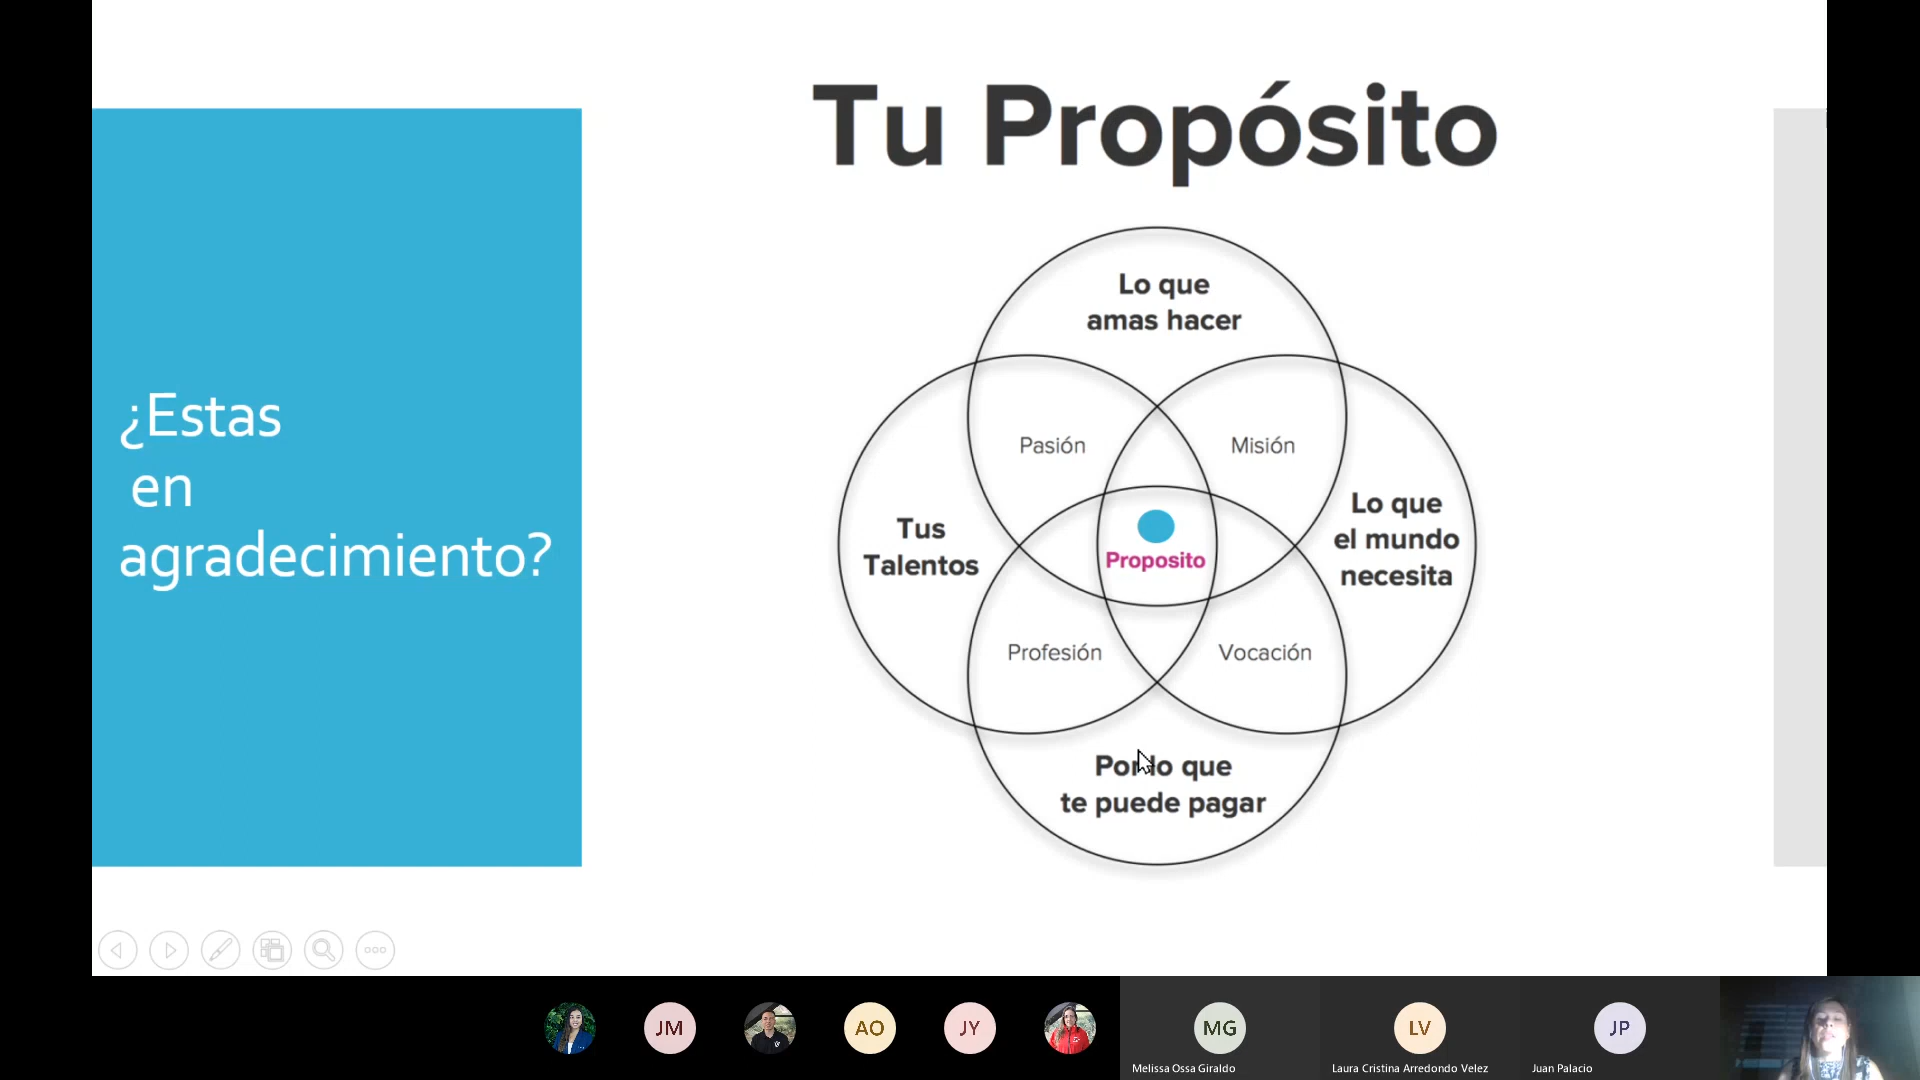 Tu Propósito
¿Estas
en
agradecimiento?
Lo que
amas hacer
Pasión
Misión
Tus
Talentos
Proposito
Lo que
el mundo
necesita
Profesión
Vocación
Por lo que
te puede pagar
JM
AO
JY
MG
LV
JP
Melissa Ossa Giraldo
Laura Cristina Arredondo Velez
Juan Palacio